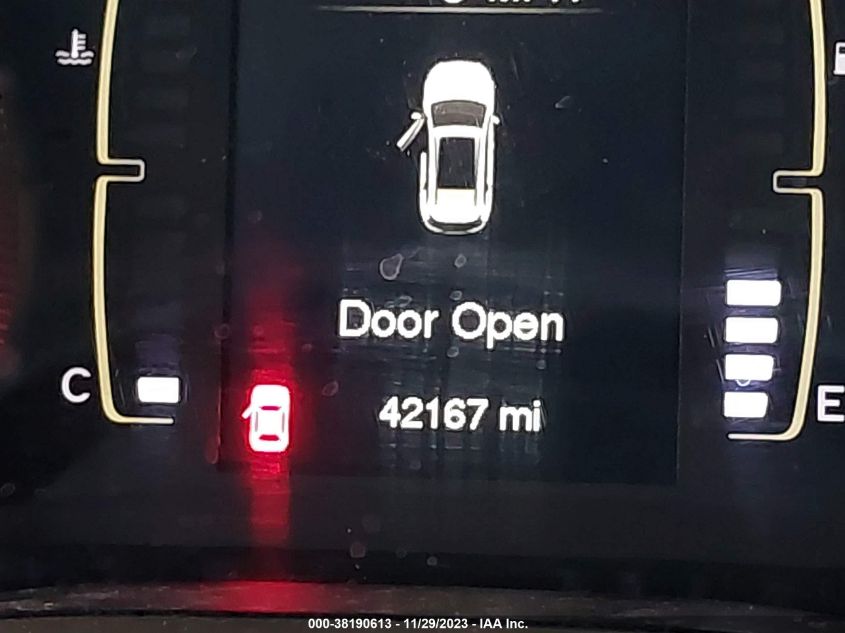 Door Open
C
42167 mi
E
000-38190613 - 11/29/2023 - IAA Inc.